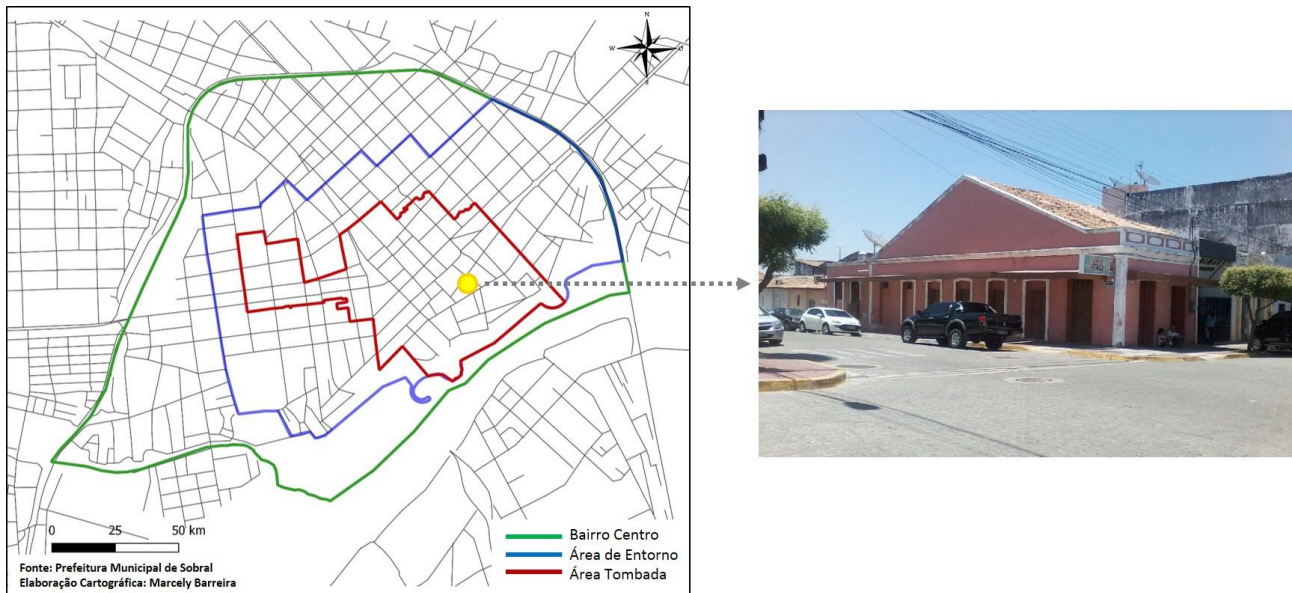 N
W
O
S
0 25 50 km
Fonte: Prefeitura Municipal de Sobral
Elaboração Cartográfica: Marcely Barreira
Bairro Centro
Área de Entorno
Área Tombada